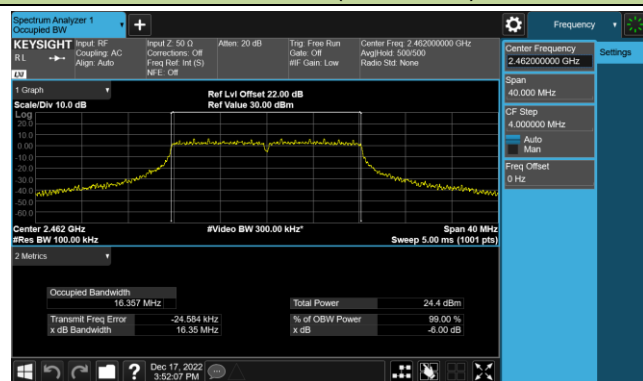 Spectrum Analyzer 1
Occupied BW
+
Frequency
KEYSIGHT
R L
LXI
Input: RF
Coupling: AC
Align: Auto
Input Z: 50 Ω
Corrections: Off
Freq Ref: Int (S)
NFE: Off
Atten: 20 dB
Trig: Free Run
Gate: Off
#IF Gain: Low
Center Freq: 2.462000000 GHz
Avg|Hold: 500/500
Radio Std: None
Center Frequency
2.462000000 GHz
Settings
Span
40.000 MHz
CF Step
4.000000 MHz
Auto
Man
Freq Offset
0 Hz
1 Graph
Ref Lvl Offset 22.00 dB
Scale/Div 10.0 dB
Ref Value 30.00 dBm
Log
20.0
10.0
0.00
-10.0
-20.0
-30.0
-40.0
-50.0
-60.0
Center 2.462 GHz
#Video BW 300.00 kHz*
Span 40 MHz
#Res BW 100.00 kHz
Sweep 5.00 ms (1001 pts)
2 Metrics
Occupied Bandwidth
16.357 MHz
Total Power 24.4 dBm
Transmit Freq Error -24.584 kHz
% of OBW Power 99.00 %
x dB Bandwidth 16.35 MHz
x dB -6.00 dB
?
Dec 17, 2022
3:52:07 PM